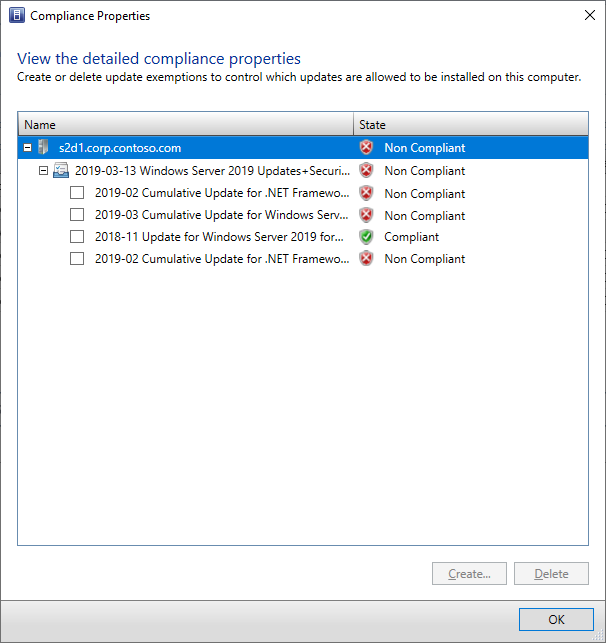 Compliance Properties
View the detailed compliance properties
Create or delete update exemptions to control which updates are allowed to be installed on this computer.
Name State
s2d1.corp.contoso.com Non Compliant
2019-03-13 Windows Server 2019 Updates+Securi... Non Compliant
2019-02 Cumulative Update for .NET Framewo... Non Compliant
2019-03 Cumulative Update for Windows Serv... Non Compliant
2018-11 Update for Windows Server 2019 for... Compliant
2019-02 Cumulative Update for .NET Framewo... Non Compliant
Create... Delete
OK